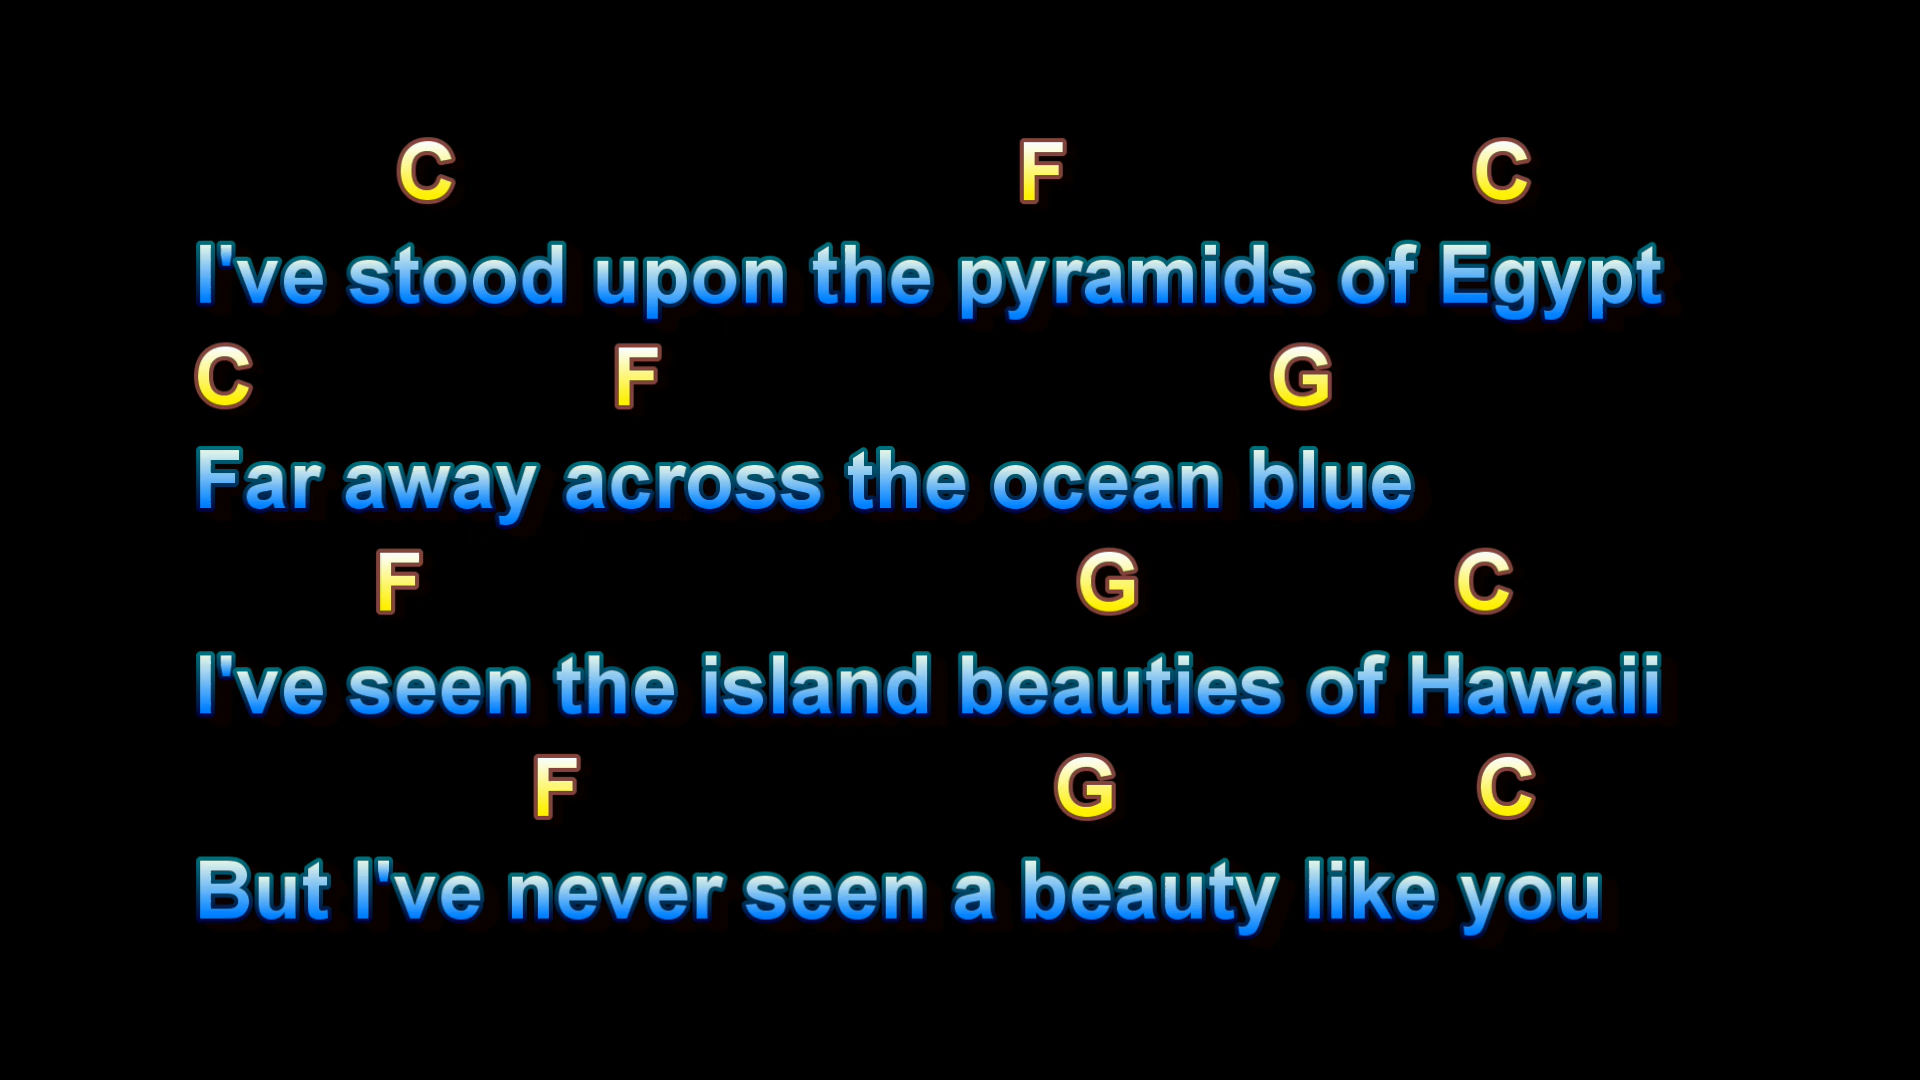 C F C
I've stood upon the pyramids of Egypt
C F G
Far away across the ocean blue
F G C
I've seen the island beauties of Hawaii
F G C
But I've never seen a beauty like you